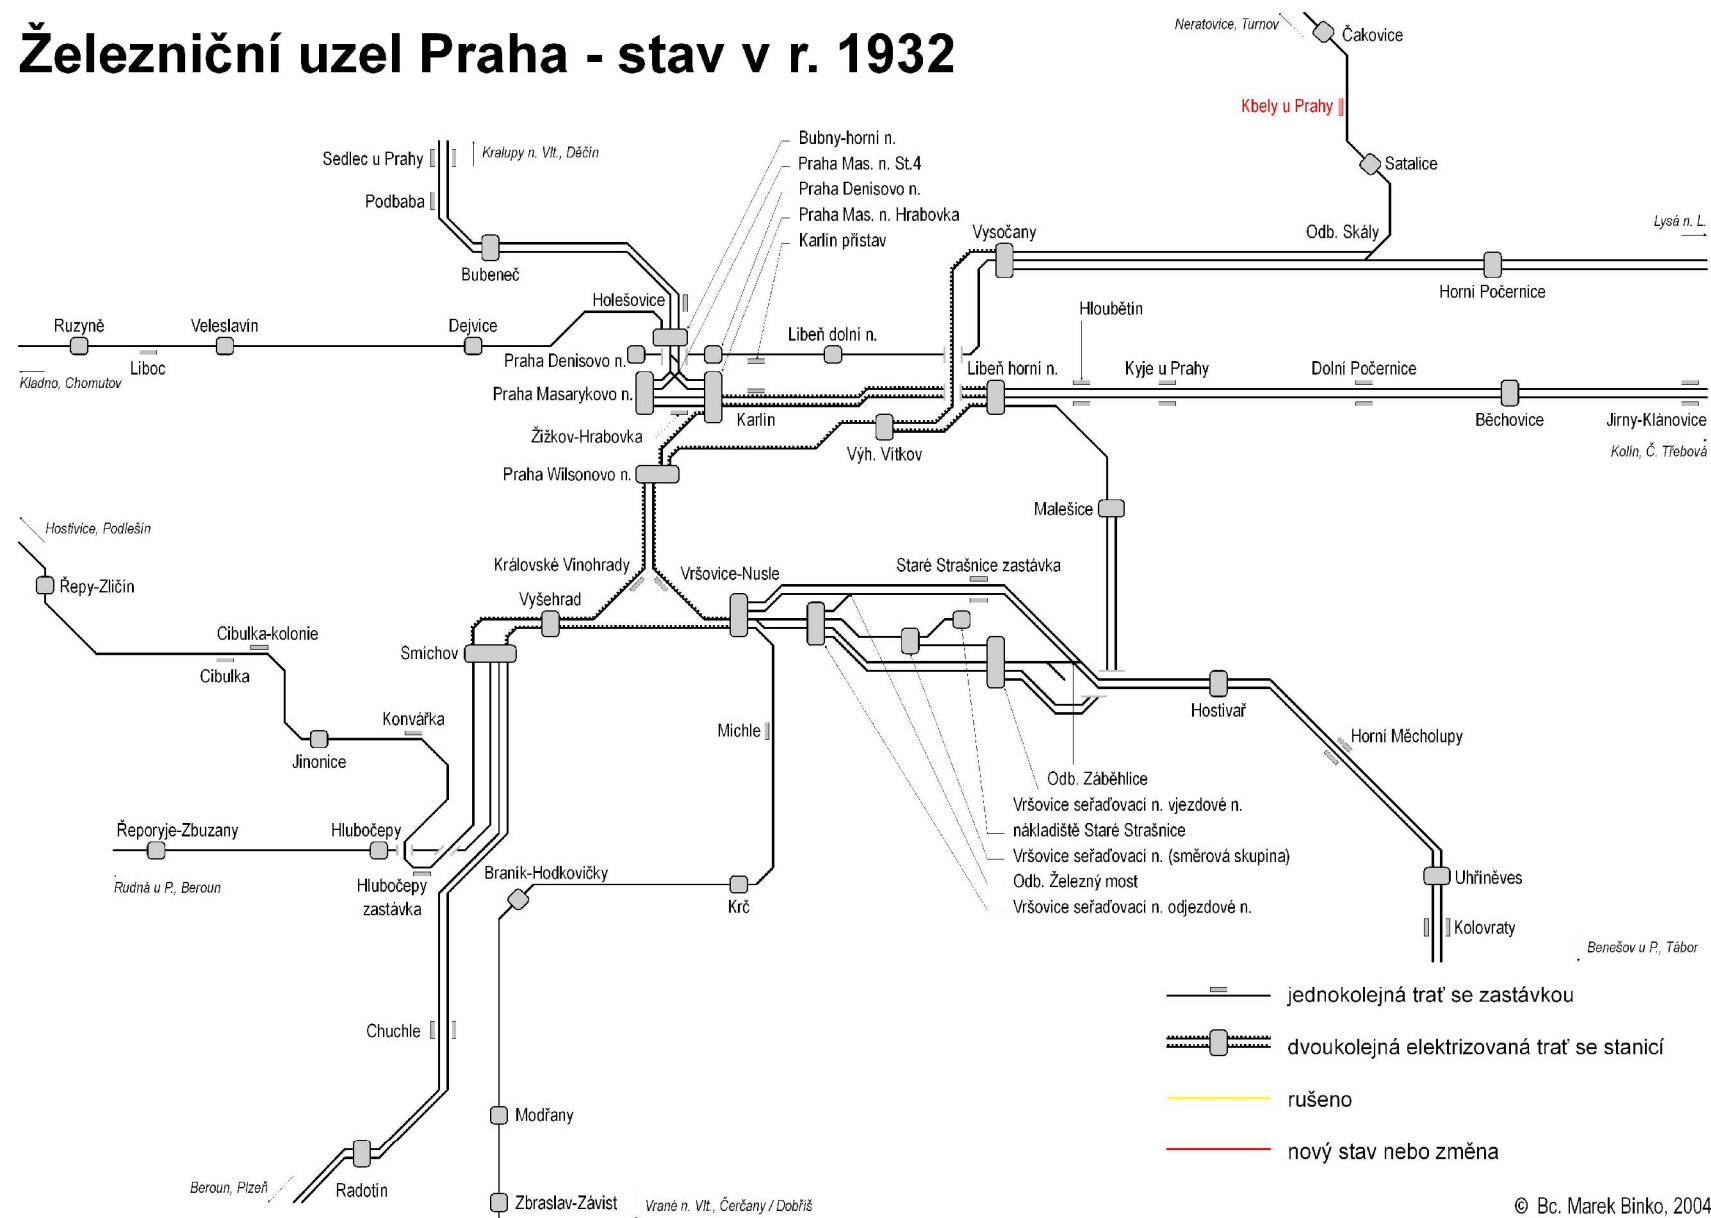 Železniční uzel Praha - stav v r. 1932
Neratovice, Turnov
Čakovice
Kbely u Prahy
Satalice
Odb. Skály
Lysá n. L.
Horní Počernice
Vysočany
Sedlec u Prahy
Kralupy n. Vlt., Děčín
Podbaba
Bubeneč
Bubny-horní n.
Praha Mas. n. St.4
Praha Denisovo n.
Praha Mas. n. Hrabovka
Karlín přístav
Holešovice
Ruzyně
Veleslavín
Dejvice
Liboc
Kladno, Chomutov
Praha Denisovo n.
Libeň dolní n.
Praha Masarykovo n.
Karlín
Žižkov-Hrabovka
Libeň horní n.
Hloubětín
Kyje u Prahy
Dolní Počernice
Běchovice
Jirny-Klánovice
Kolín, Č. Třebová
Výh. Vítkov
Praha Wilsonovo n.
Malešice
Hostivice, Podlešín
Řepy-Zličín
Cibulka-kolonie
Cibulka
Královské Vinohrady
Vršovice-Nusle
Staré Strašnice zastávka
Vyšehrad
Smíchov
Konvářka
Jinonice
Michle
Hostivař
Horní Měcholupy
Odb. Záběhlice
Vršovice seřaďovací n. vjezdové n.
nákladiště Staré Strašnice
Vršovice seřaďovací n. (směrová skupina)
Odb. Železný most
Vršovice seřaďovací n. odjezdové n.
Řeporyje-Zbuzany
Hlubočepy
Rudná u P., Beroun
Hlubočepy
zastávka
Braník-Hodkovičky
Krč
Uhříněves
Kolovraty
Benešov u P., Tábor
Chuchle
Modřany
Radotín
Beroun, Plzeň
Zbraslav-Závist
Vrané n. Vlt., Čerčany / Dobříš
jednokolejná trať se zastávkou
dvoukolejná elektrizovaná trať se stanicí
rušeno
nový stav nebo změna
© Bc. Marek Binko, 2004